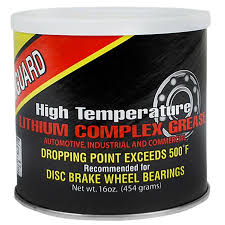 GUARD
High Temperature
LITHIUM COMPLEX GREASE
AUTOMOTIVE, INDUSTRIAL AND COMMERCIAL
DROPPING POINT EXCEEDS 500°F
Recommended for
DISC BRAKE WHEEL BEARINGS
Net Wt. 16oz. (454 grams)